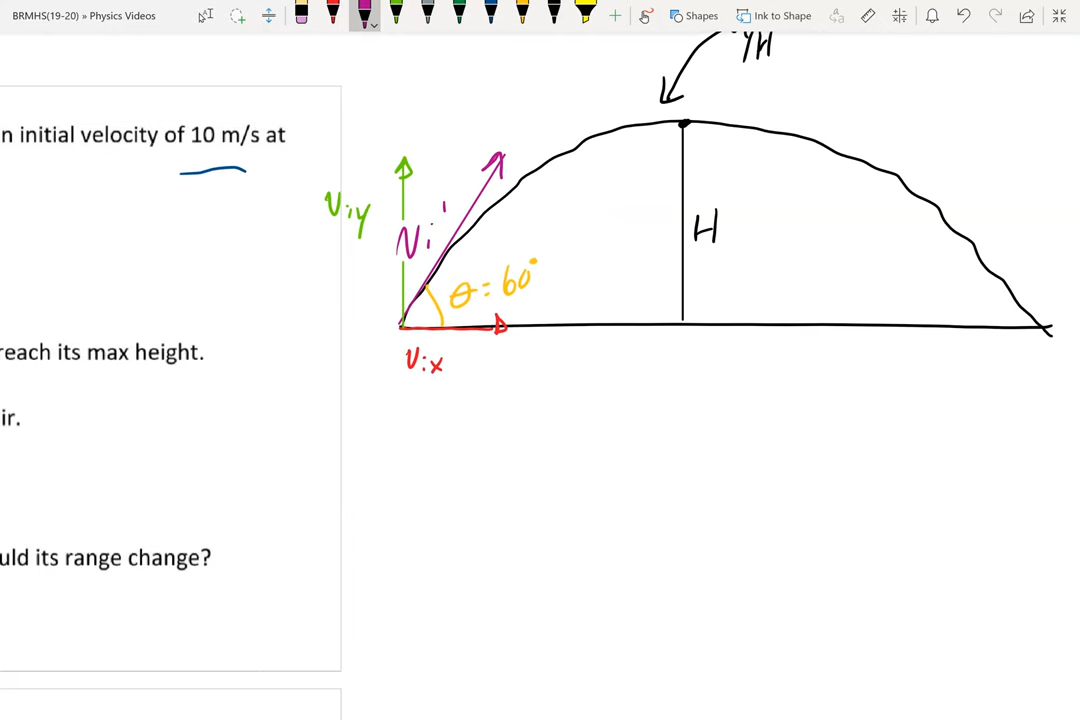 BRMHS(19-20) » Physics Videos
Shapes
Ink to Shape
n initial velocity of 10 m/s at
reach its max height.
ir.
uld its range change?
YH
Viy
Vi
H
θ = 60°
Vix